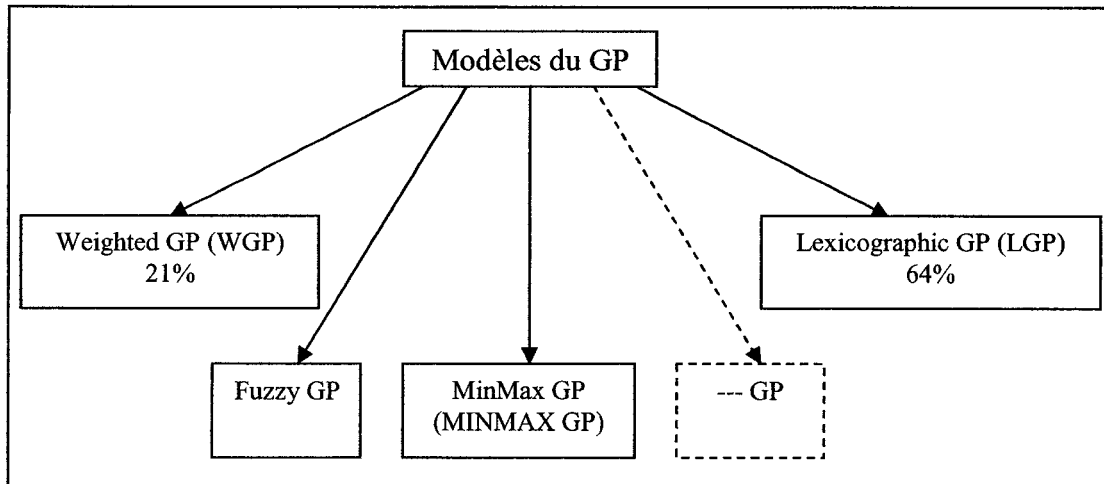 Modèles du GP
Weighted GP (WGP)
21%
Lexicographic GP (LGP)
64%
Fuzzy GP
MinMax GP
(MINMAX GP)
--- GP